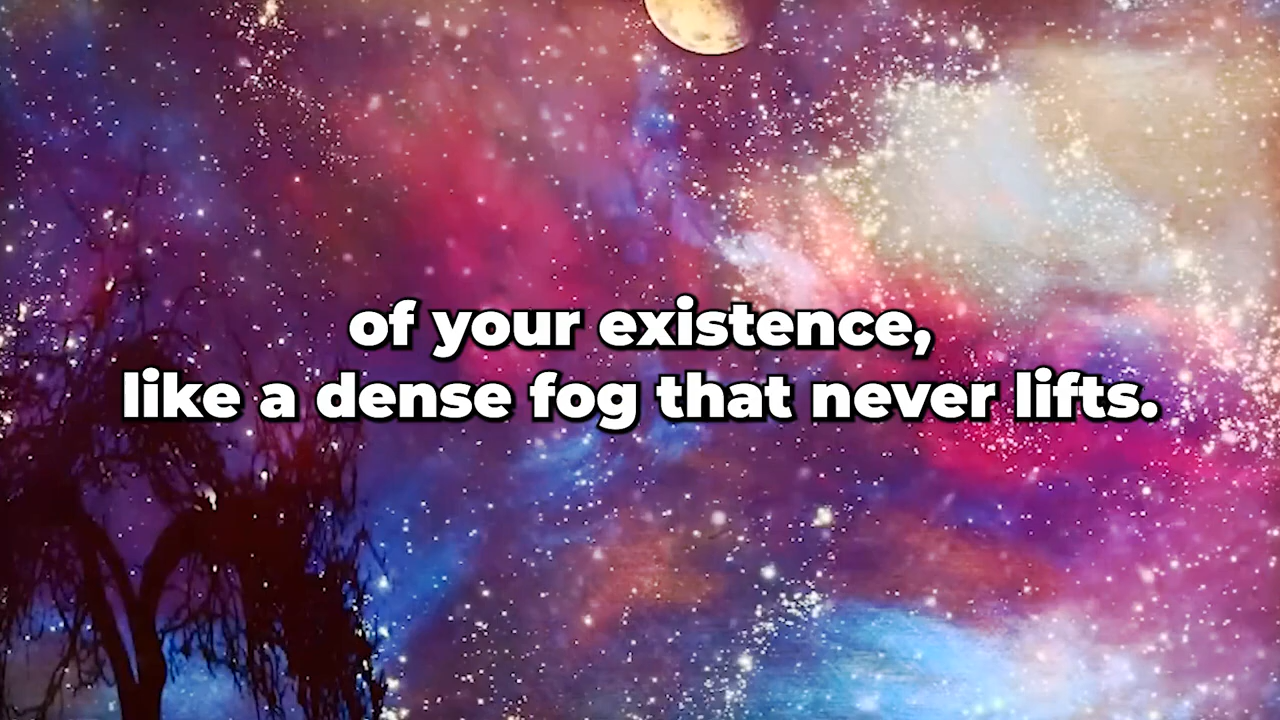 of your existence,
like a dense fog that never lifts.